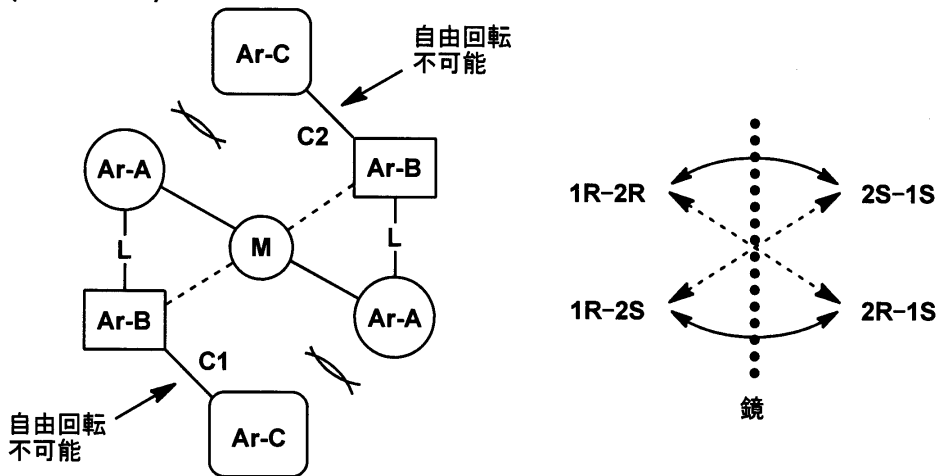 Ar-C
自由回転
不可能
C2
Ar-A
Ar-B
L
M
L
Ar-B
Ar-A
C1
自由回転
不可能
Ar-C
1R-2R
2S-1S
1R-2S
2R-1S
鏡